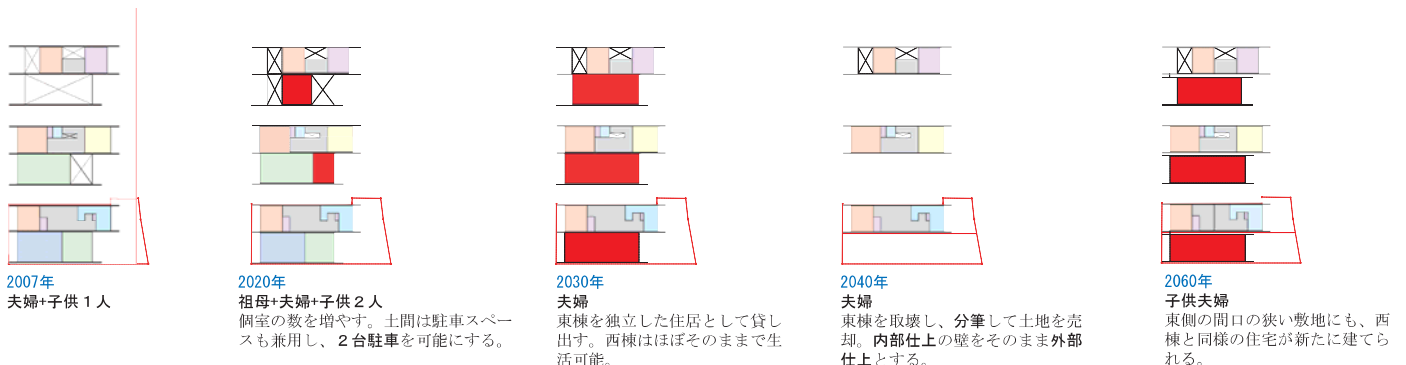 2007年
夫婦+子供１人
2020年
祖母+夫婦+子供２人
個室の数を増やす。土間は駐車スペー
スも兼用し、２台駐車を可能にする。
2030年
夫婦
東棟を独立した住居として貸し
出す。西棟はほぼそのままで生
活可能。
2040年
夫婦
東棟を取壊し、分筆して土地を売
却。内部仕上の壁をそのまま外部
仕上とする。
2060年
子供夫婦
東側の間口の狭い敷地にも、西
棟と同様の住宅が新たに建てら
れる。